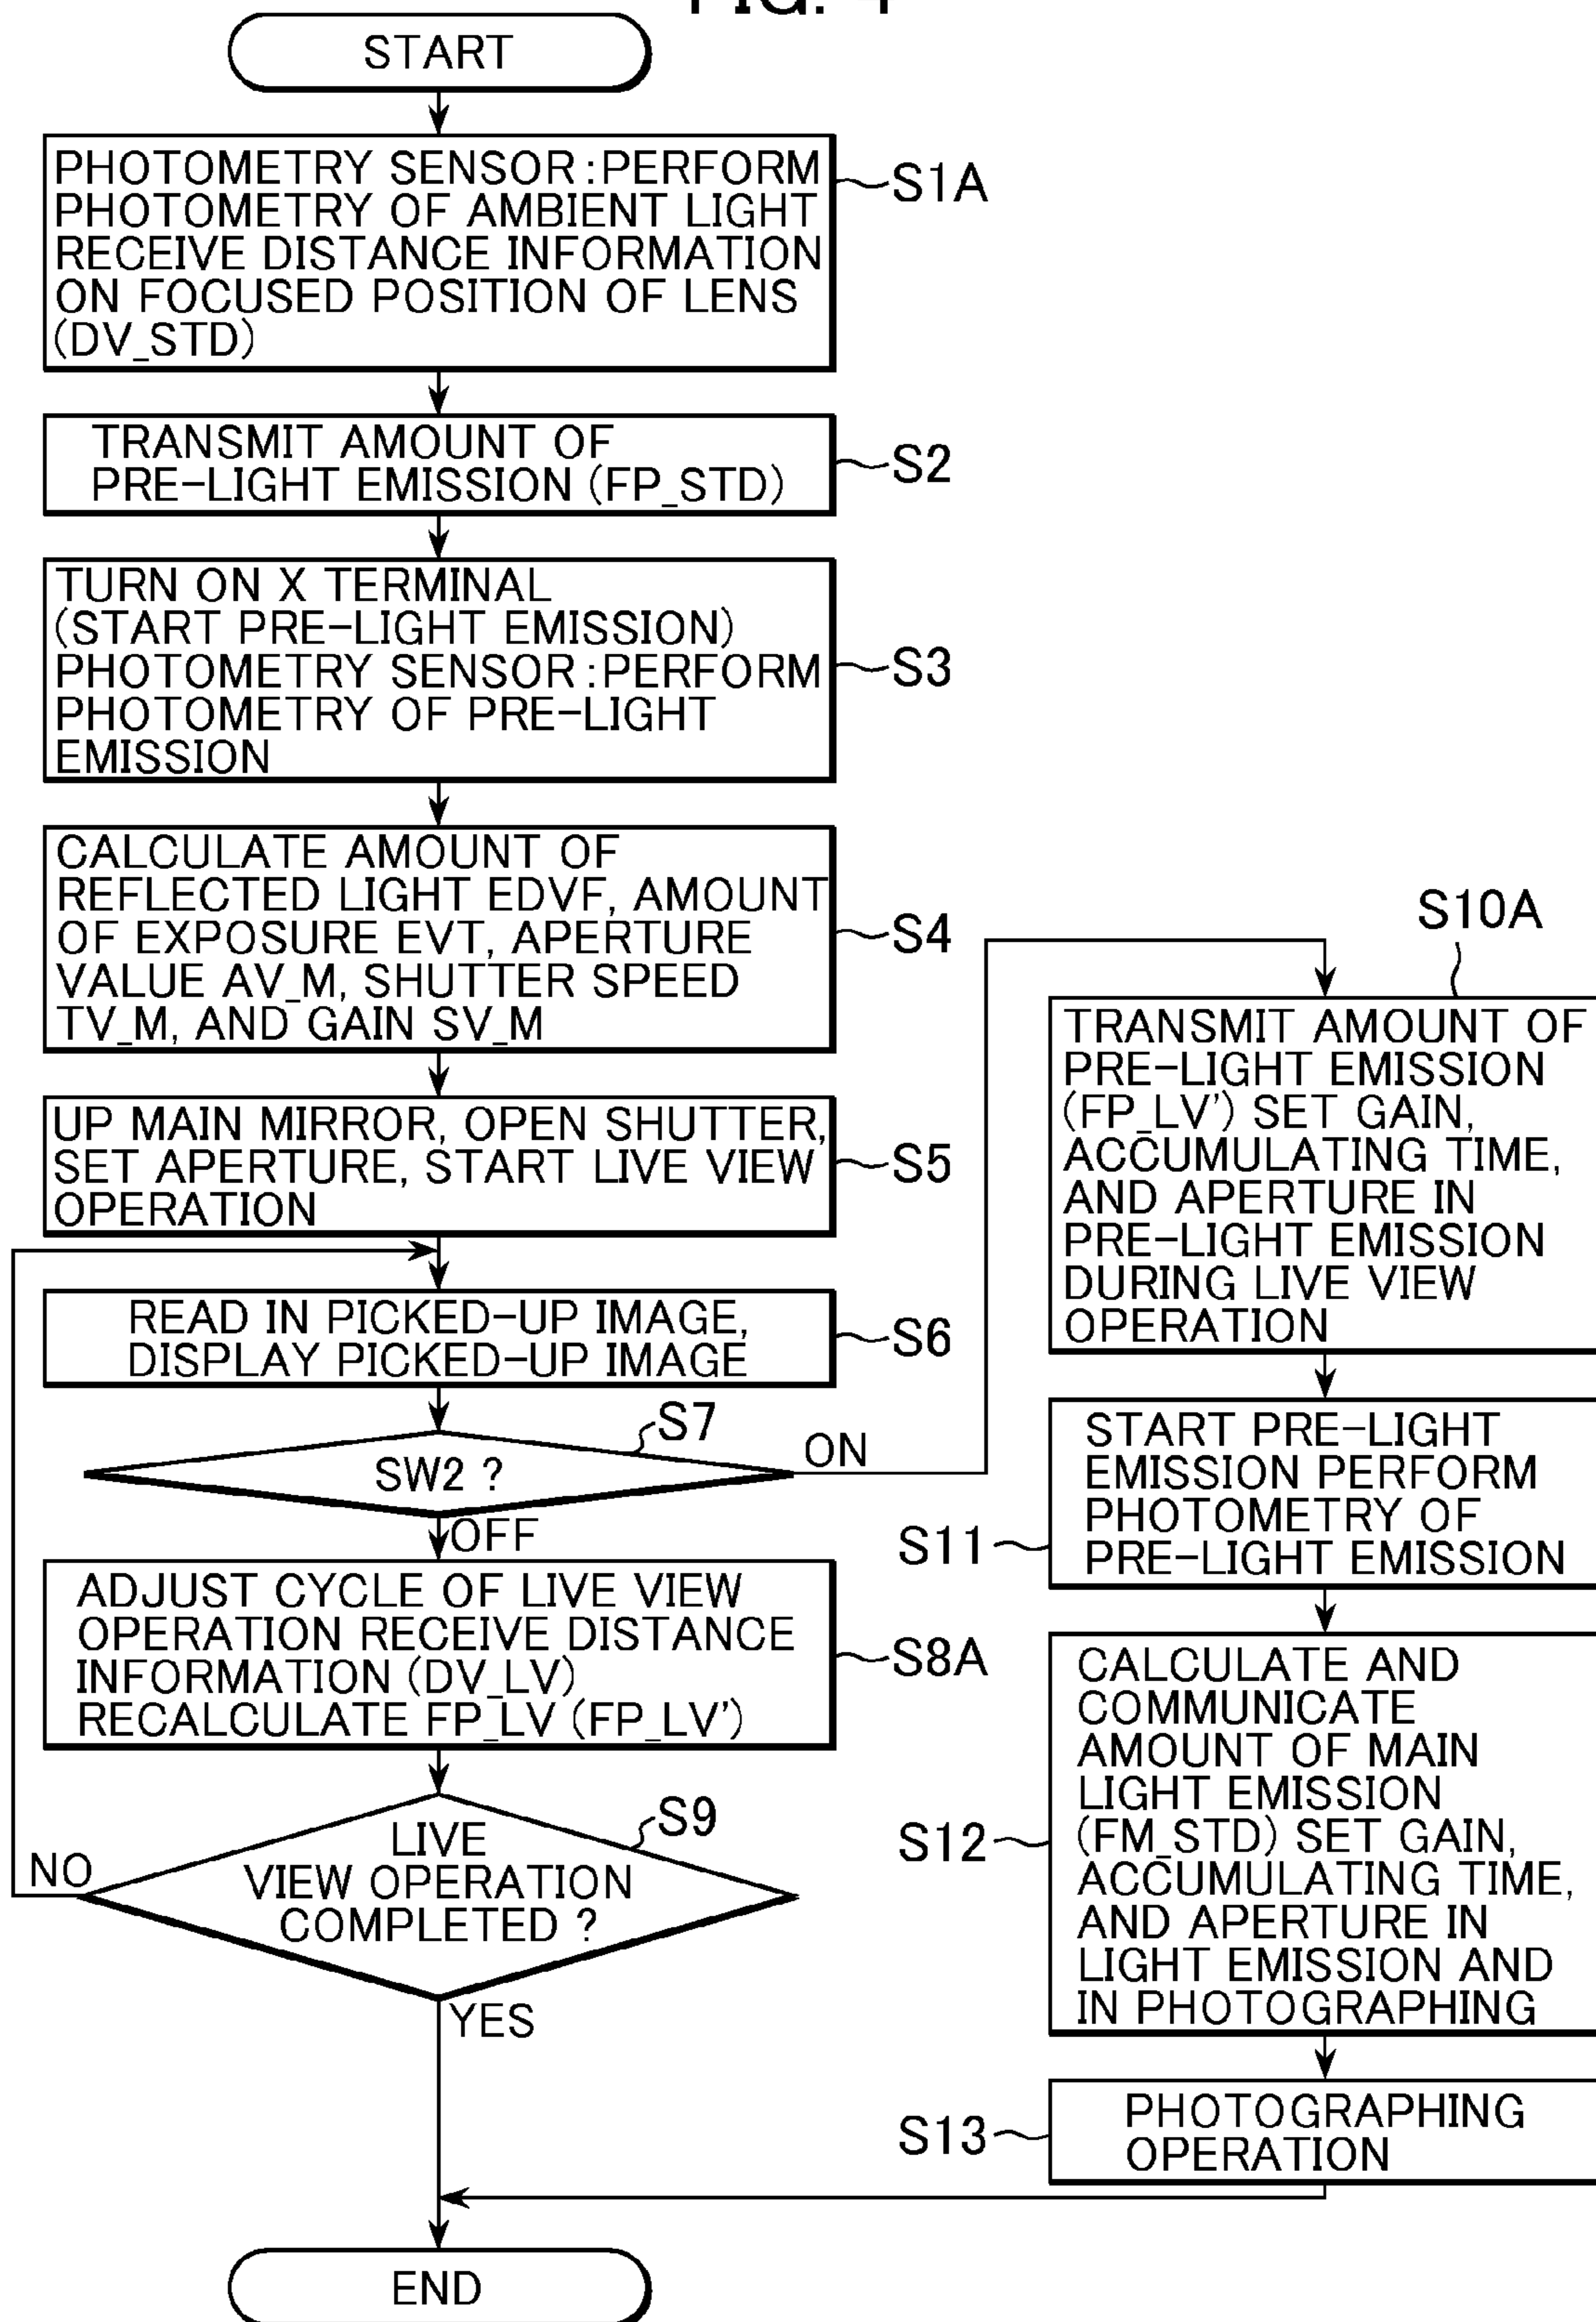 FIG. 4
START
PHOTOMETRY SENSOR:PERFORM
PHOTOMETRY OF AMBIENT LIGHT
RECEIVE DISTANCE INFORMATION
ON FOCUSED POSITION OF LENS
(DV_STD)
S1A
TRANSMIT AMOUNT OF
PRE-LIGHT EMISSION (FP_STD)
S2
TURN ON X TERMINAL
(START PRE-LIGHT EMISSION)
PHOTOMETRY SENSOR:PERFORM
PHOTOMETRY OF PRE-LIGHT
EMISSION
S3
CALCULATE AMOUNT OF
REFLECTED LIGHT EDVF, AMOUNT
OF EXPOSURE EVT, APERTURE
VALUE AV_M, SHUTTER SPEED
TV_M, AND GAIN SV_M
S4
UP MAIN MIRROR, OPEN SHUTTER,
SET APERTURE, START LIVE VIEW
OPERATION
S5
READ IN PICKED-UP IMAGE,
DISPLAY PICKED-UP IMAGE
S6
S7
SW2 ?
ON
OFF
ADJUST CYCLE OF LIVE VIEW
OPERATION RECEIVE DISTANCE
INFORMATION (DV_LV)
RECALCULATE FP_LV (FP_LV')
S8A
S9
LIVE
VIEW OPERATION
COMPLETED ?
NO
YES
S10A
TRANSMIT AMOUNT OF
PRE-LIGHT EMISSION
(FP_LV') SET GAIN,
ACCUMULATING TIME,
AND APERTURE IN
PRE-LIGHT EMISSION
DURING LIVE VIEW
OPERATION
START PRE-LIGHT
EMISSION PERFORM
PHOTOMETRY OF
PRE-LIGHT EMISSION
S11
CALCULATE AND
COMMUNICATE
AMOUNT OF MAIN
LIGHT EMISSION
(FM_STD) SET GAIN,
ACCUMULATING TIME,
AND APERTURE IN
LIGHT EMISSION AND
IN PHOTOGRAPHING
S12
PHOTOGRAPHING
OPERATION
S13
END